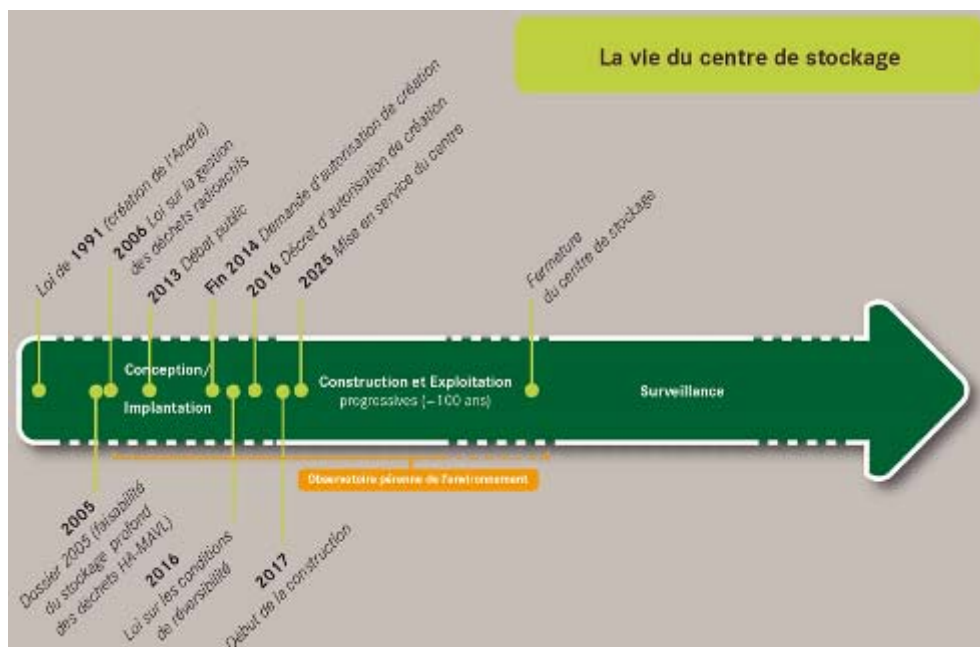 La vie du centre de stockage
Loi de 1991 (création de l'Andra)
2006 Loi sur la gestion
des déchets radioactifs
2013 Débat public
Fin 2014 Demande d'autorisation de création
2016 Décret d'autorisation de création
2025 Mise en service du centre
Fermeture
du centre de stockage
Conception/
Implantation
Construction et Exploitation
progressives (~100 ans)
Surveillance
Observatoire pérenne de l'environnement
2005
Dossier 2005 (faisabilité
du stockage profond
des déchets HA-MAVL)
2016
Loi sur les conditions
de réversibilité
2017
Début de la construction